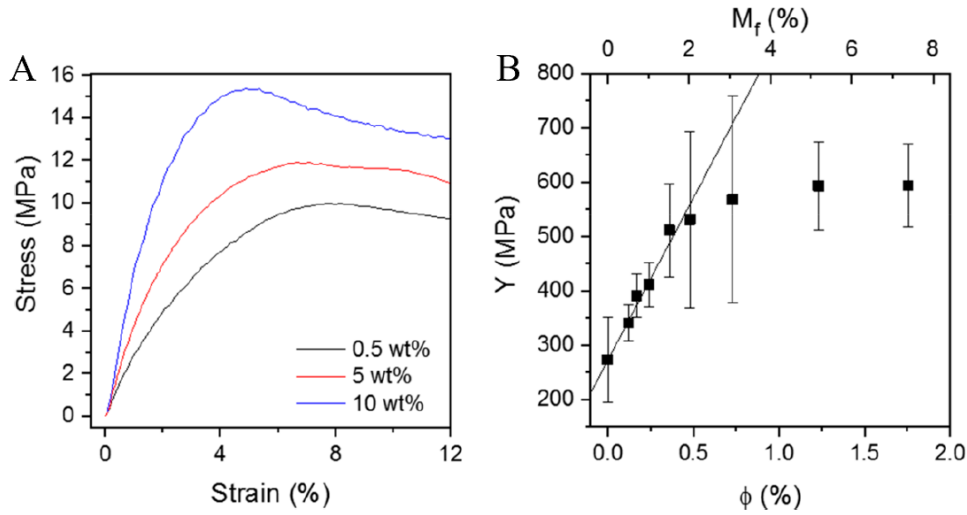 A
Stress (MPa)
16
14
12
10
8
6
4
2
0
0.5 wt%
5 wt%
10 wt%
0 4 8 12
Strain (%)
B
M_f (%)
0 2 4 6 8
Y (MPa)
800
700
600
500
400
300
200
0.0 0.5 1.0 1.5 2.0
ϕ (%)